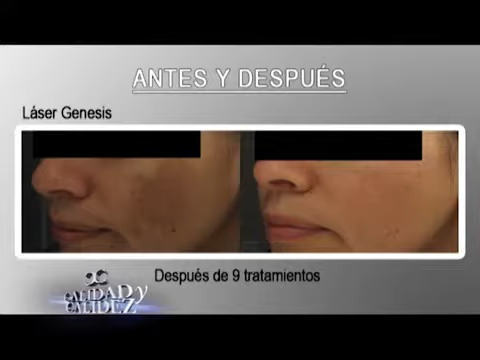 ANTES Y DESPUÉS
Láser Genesis
Después de 9 tratamientos
CALIDAD y
CALIDEZ